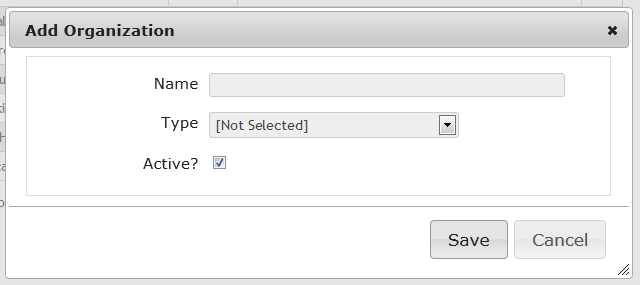 Add Organization
Name
Type
[Not Selected]
Active?
Save
Cancel